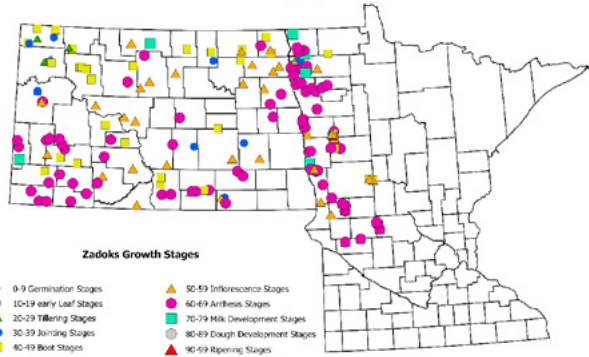 Zadoks Growth Stages
0-9 Germination Stages
10-19 early Leaf Stages
20-29 Tillering Stages
30-39 Jointing Stages
40-49 Boot Stages
50-59 Inflorescence Stages
60-69 Anthesis Stages
70-79 Milk Development Stages
80-89 Dough Development Stages
90-99 Ripening Stages